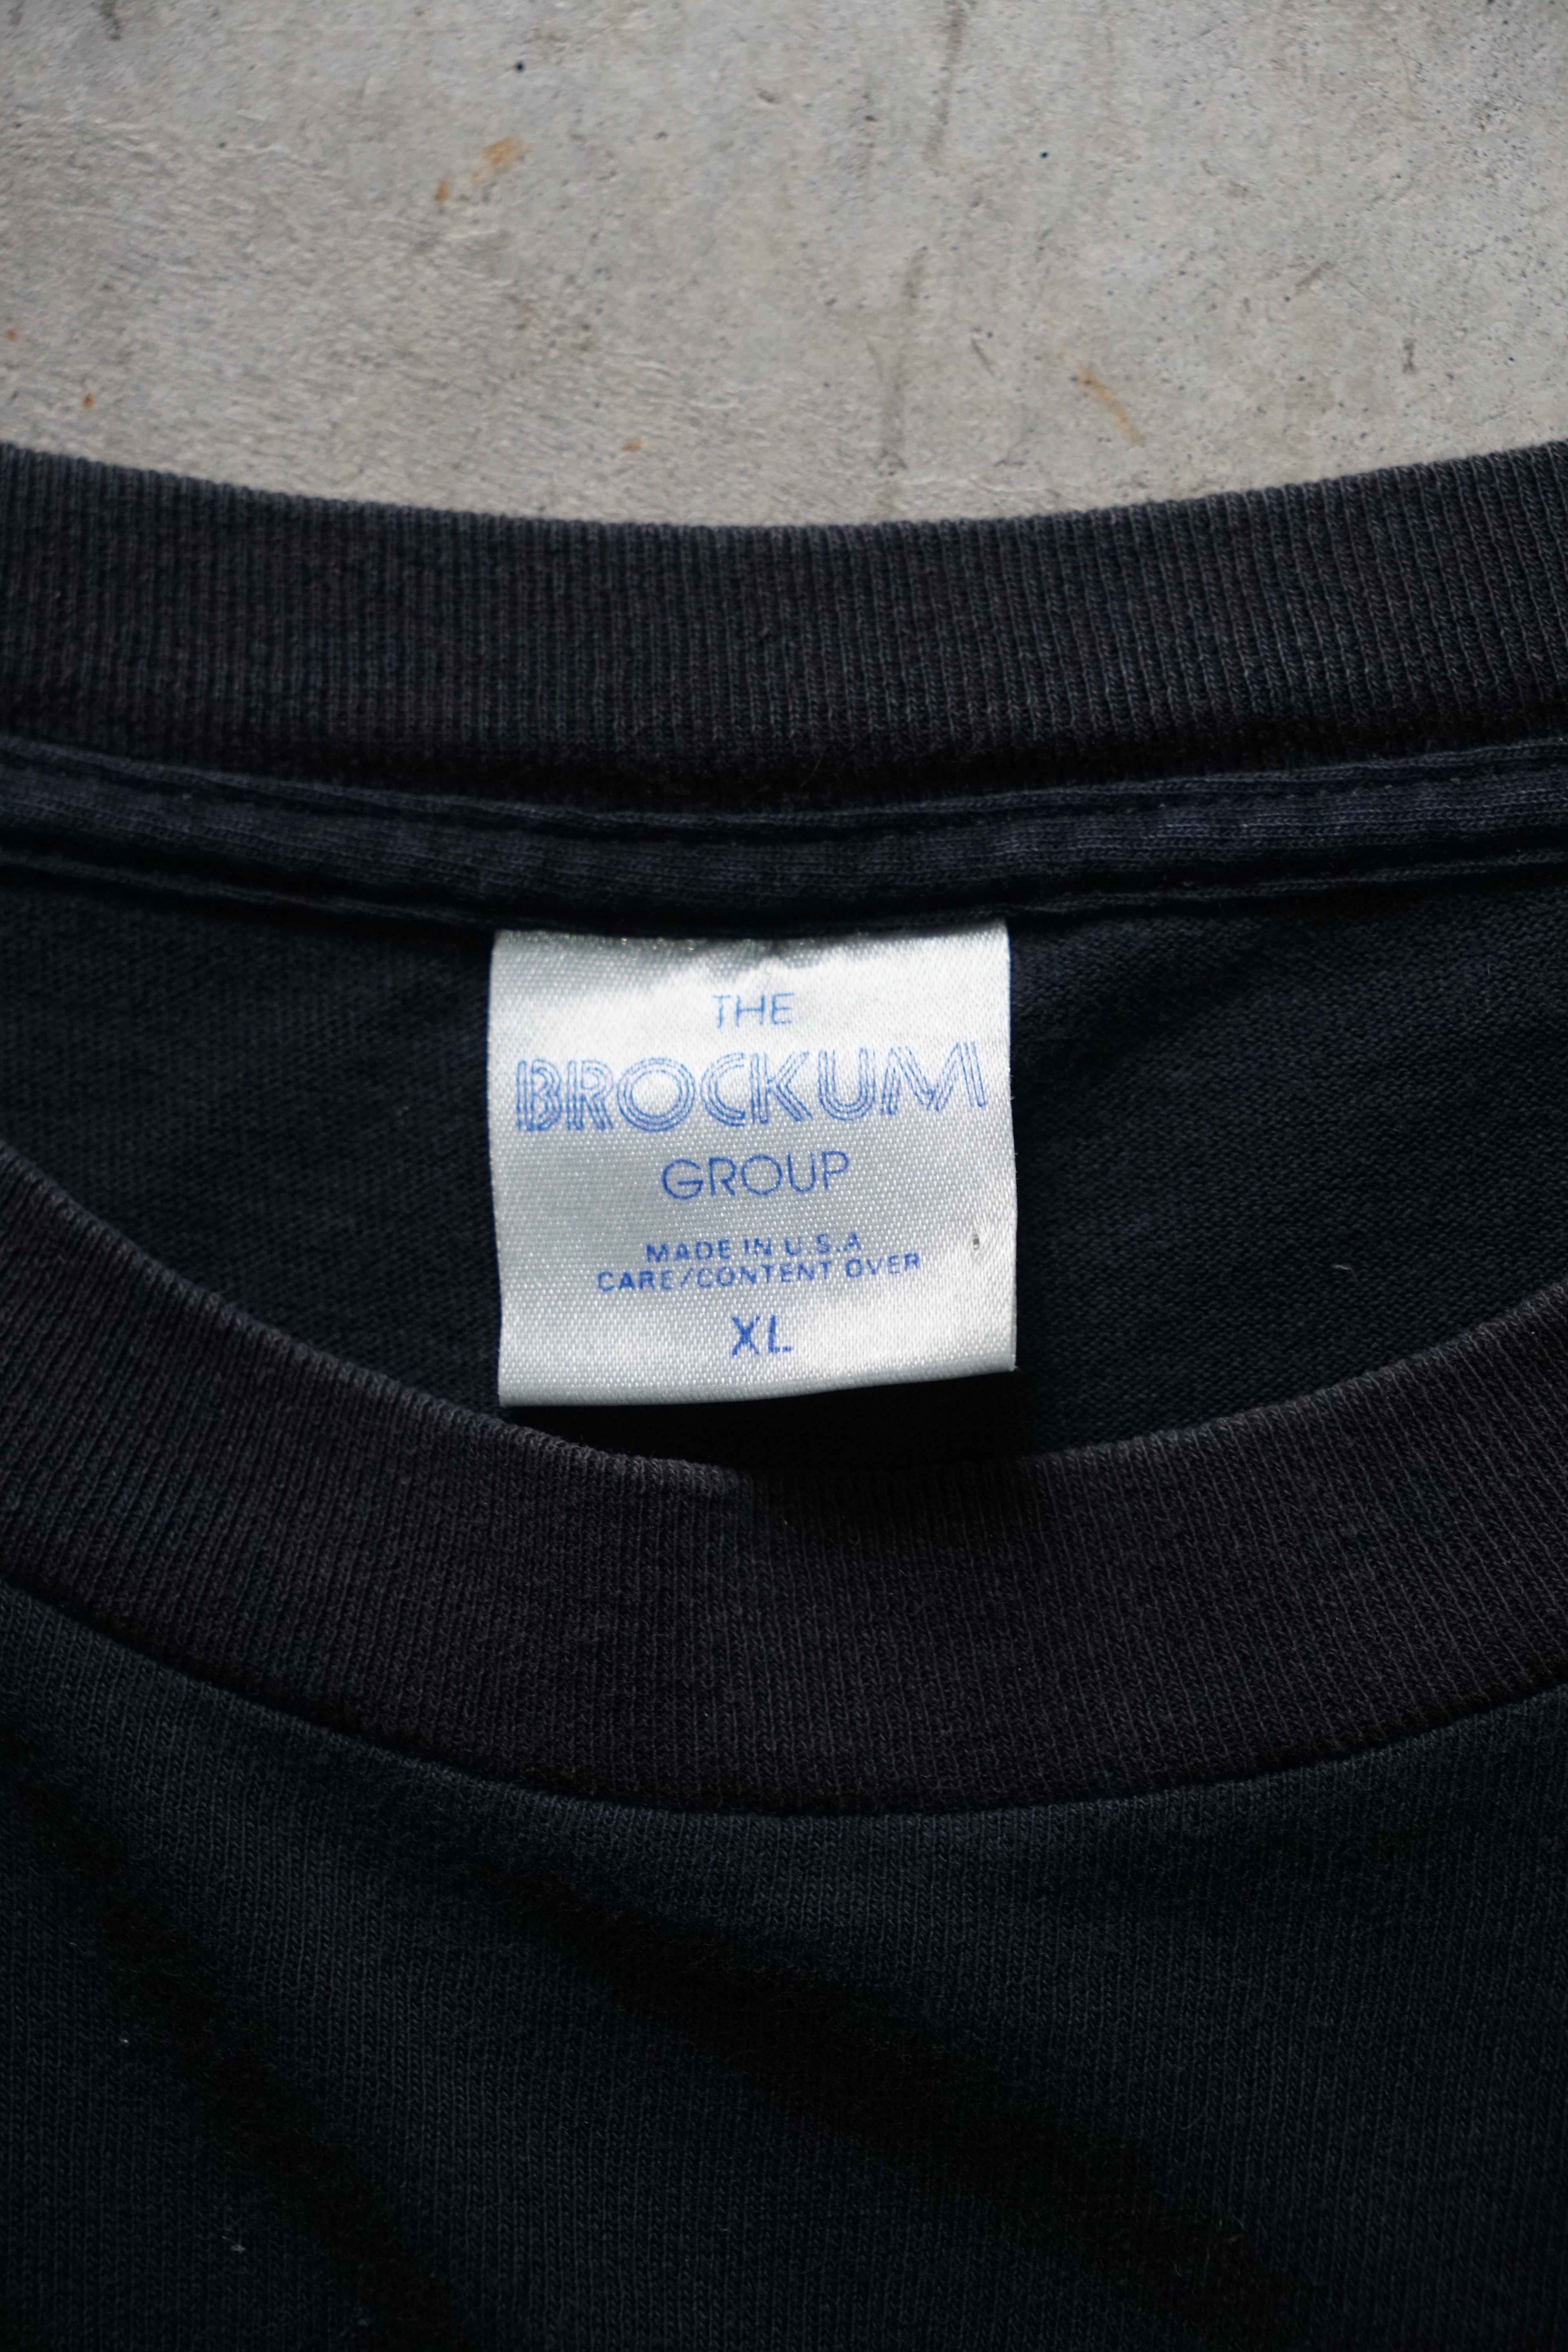 THE
BROCKUM
GROUP
MADE IN U.S.A
CARE/CONTENT OVER
XL